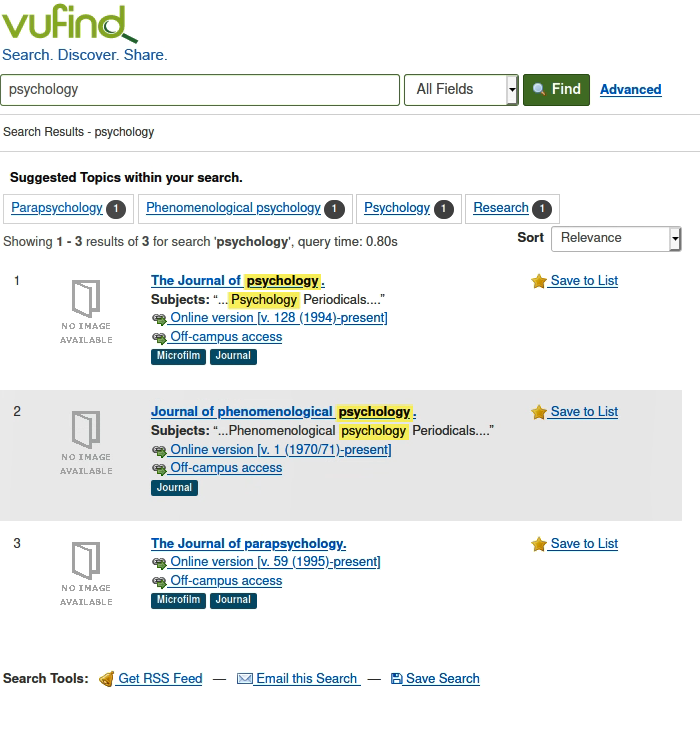 vufind
Search. Discover. Share.
psychology All Fields Find Advanced
Search Results - psychology
Suggested Topics within your search.
Parapsychology 1 Phenomenological psychology 1 Psychology 1 Research 1
Showing 1 - 3 results of 3 for search 'psychology', query time: 0.80s Sort Relevance
1 The Journal of psychology. Save to List
Subjects: “...Psychology Periodicals....”
Online version [v. 128 (1994)-present]
NO IMAGE AVAILABLE
Off-campus access
Microfilm Journal
2 Journal of phenomenological psychology. Save to List
Subjects: “...Phenomenological psychology Periodicals....”
Online version [v. 1 (1970/71)-present]
NO IMAGE AVAILABLE
Off-campus access
Journal
3 The Journal of parapsychology. Save to List
Online version [v. 59 (1995)-present]
Off-campus access
NO IMAGE AVAILABLE
Microfilm Journal
Search Tools: Get RSS Feed — Email this Search — Save Search